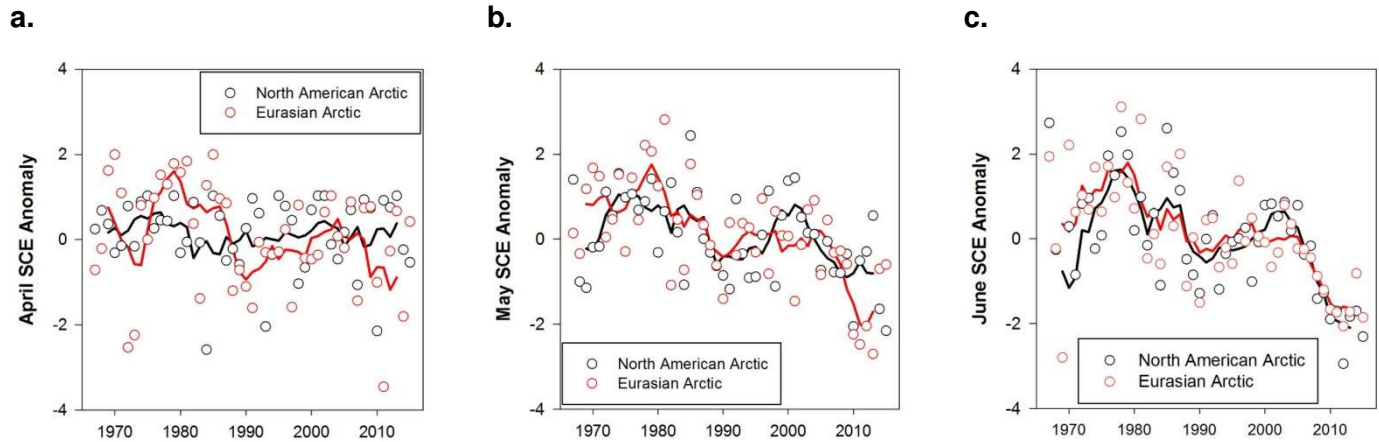 a.
4
2
0
-2
-4
April SCE Anomaly
North American Arctic
Eurasian Arctic
1970 1980 1990 2000 2010
b.
4
2
0
-2
-4
May SCE Anomaly
North American Arctic
Eurasian Arctic
1970 1980 1990 2000 2010
c.
4
2
0
-2
-4
June SCE Anomaly
North American Arctic
Eurasian Arctic
1970 1980 1990 2000 2010